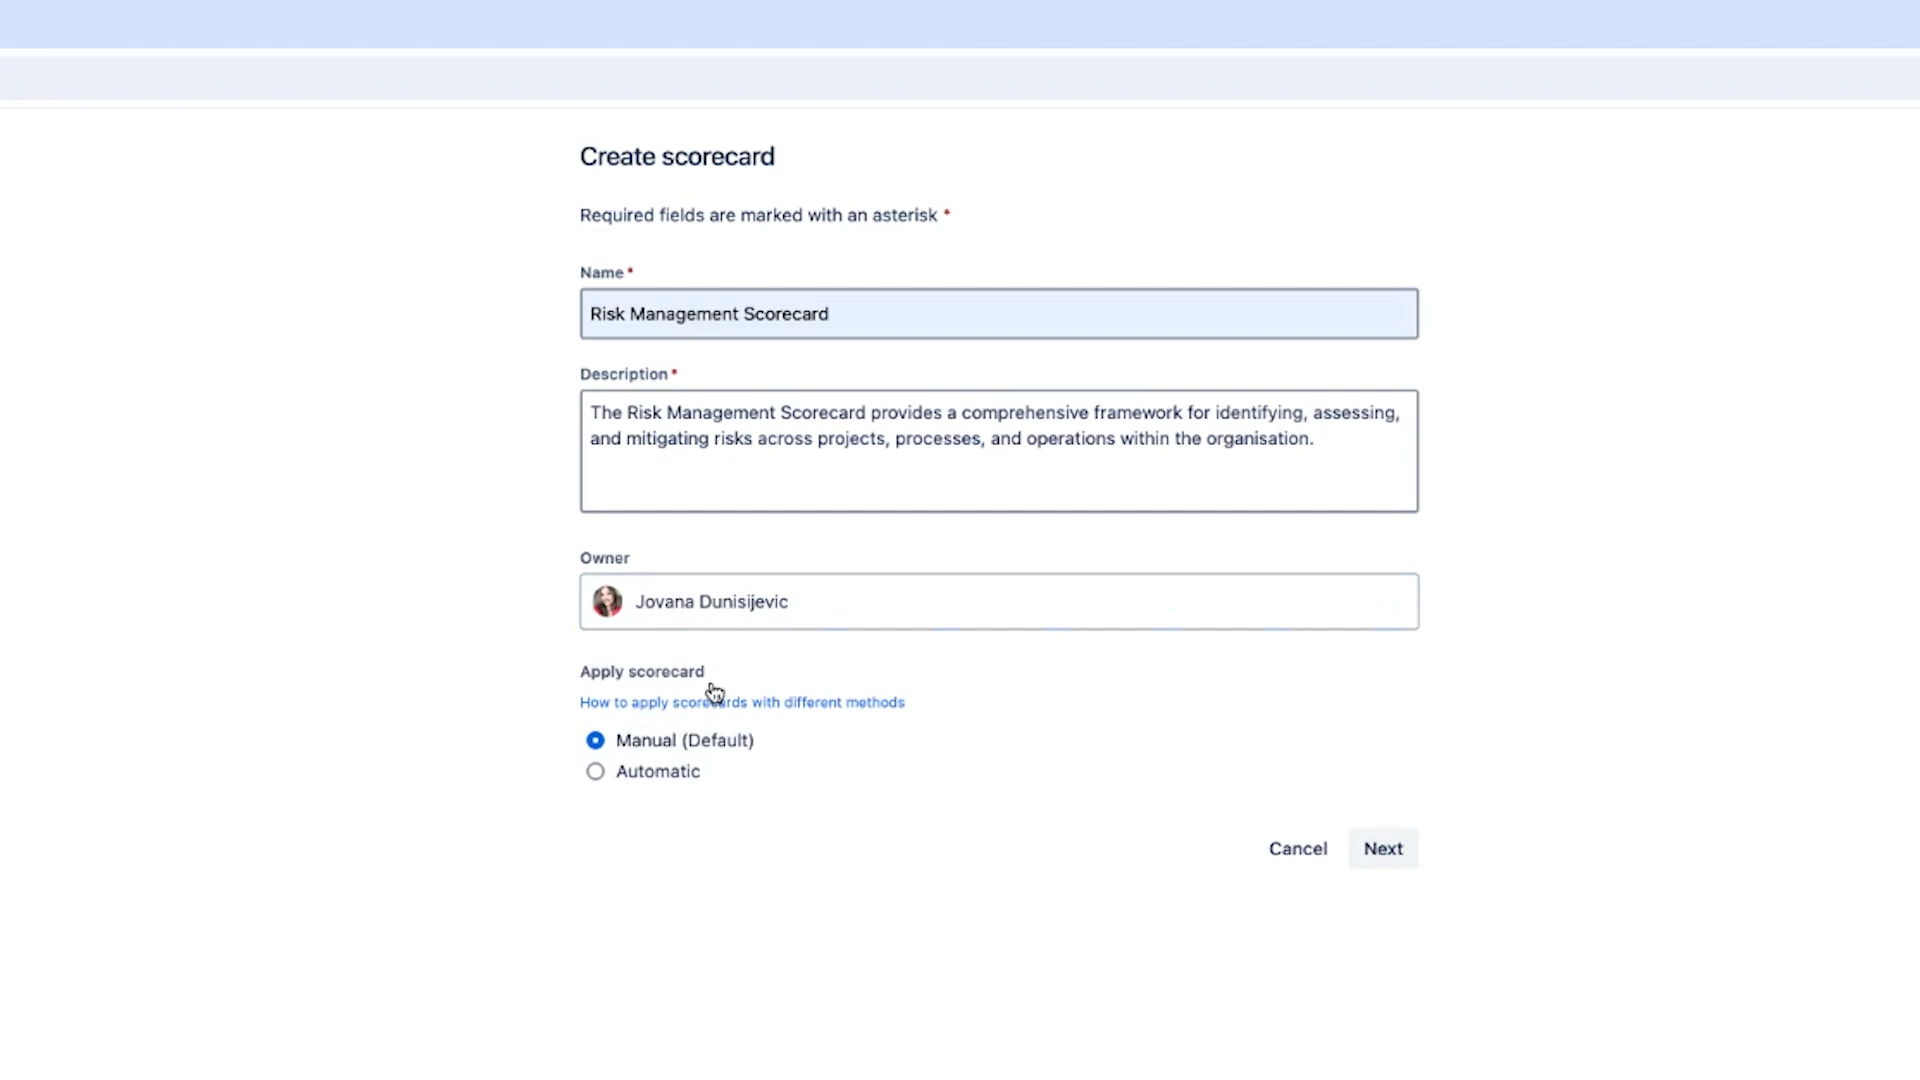 Create scorecard
Required fields are marked with an asterisk *
Name *
Risk Management Scorecard
Description *
The Risk Management Scorecard provides a comprehensive framework for identifying, assessing,
and mitigating risks across projects, processes, and operations within the organisation.
Owner
Jovana Dunisijevic
Apply scorecard
How to apply scorecards with different methods
Manual (Default)
Automatic
Cancel Next